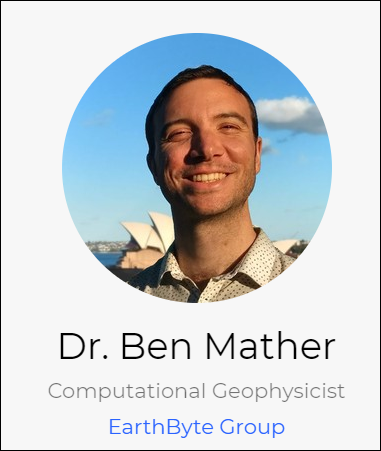 Dr. Ben Mather
Computational Geophysicist
EarthByte Group